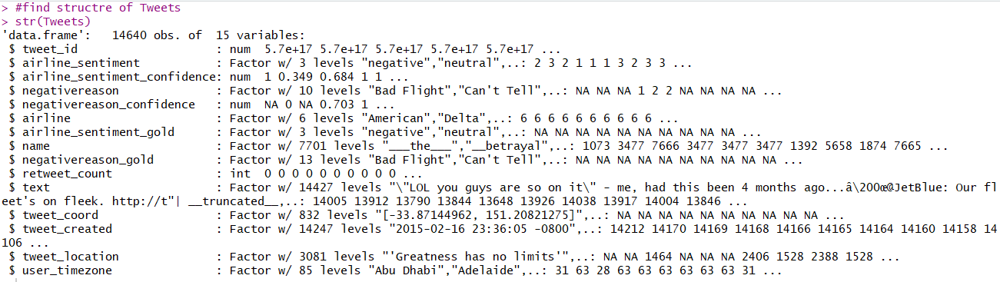 > #find structre of Tweets
> str(Tweets)
'data.frame':   14640 obs. of  15 variables:
 $ tweet_id                    : num  5.7e+17 5.7e+17 5.7e+17 5.7e+17 5.7e+17 ...
 $ airline_sentiment           : Factor w/ 3 levels "negative","neutral",..: 2 3 2 1 1 1 3 2 3 3 ...
 $ airline_sentiment_confidence: num  1 0.349 0.684 1 1 ...
 $ negativereason              : Factor w/ 10 levels "Bad Flight","Can't Tell",..: NA NA NA 1 2 2 NA NA NA NA ...
 $ negativereason_confidence   : num  NA 0 NA 0.703 1 ...
 $ airline                     : Factor w/ 6 levels "American","Delta",..: 6 6 6 6 6 6 6 6 6 6 ...
 $ airline_sentiment_gold      : Factor w/ 3 levels "negative","neutral",..: NA NA NA NA NA NA NA NA NA NA ...
 $ name                        : Factor w/ 7701 levels "___the___","__betrayal",..: 1073 3477 7666 3477 3477 3477 1392 5658 1874 7665 ...
 $ negativereason_gold         : Factor w/ 13 levels "Bad Flight","Can't Tell",..: NA NA NA NA NA NA NA NA NA NA ...
 $ retweet_count               : int  0 0 0 0 0 0 0 0 0 0 ...
 $ text                        : Factor w/ 14427 levels "\"LOL you guys are so on it\" - me, had this been 4 months ago...â\200œ@JetBlue: Our fl
eet's on fleek. http://t"| __truncated__,..: 14005 13912 13790 13844 13648 13926 14038 13917 14004 13846 ...
 $ tweet_coord                 : Factor w/ 832 levels "[-33.87144962, 151.20821275]",..: NA NA NA NA NA NA NA NA NA NA ...
 $ tweet_created               : Factor w/ 14247 levels "2015-02-16 23:36:05 -0800",..: 14212 14170 14169 14168 14166 14165 14164 14160 14158 14
106 ...
 $ tweet_location              : Factor w/ 3081 levels "'Greatness has no limits'",..: NA NA 1464 NA NA NA 2406 1528 2388 1528 ...
 $ user_timezone               : Factor w/ 85 levels "Abu Dhabi","Adelaide",..: 31 63 28 63 63 63 63 63 63 31 ...